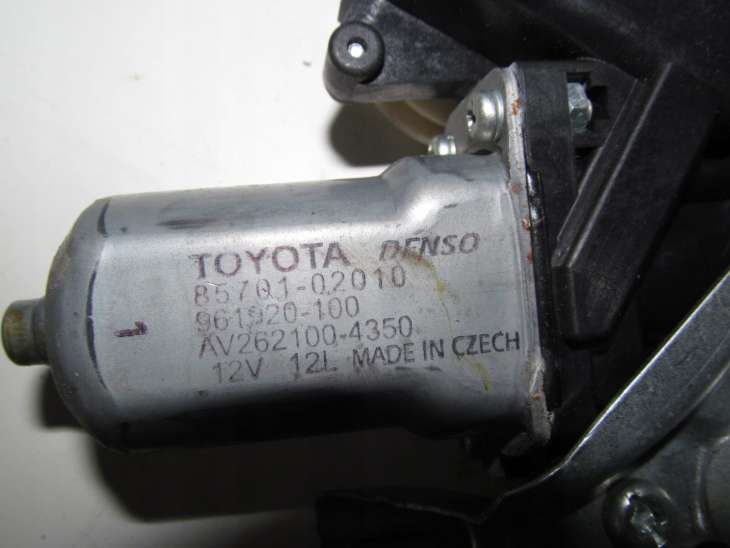 TOYOTA DENSO
85701-02010
961920-100
AV262100-4350
12V 12L MADE IN CZECH